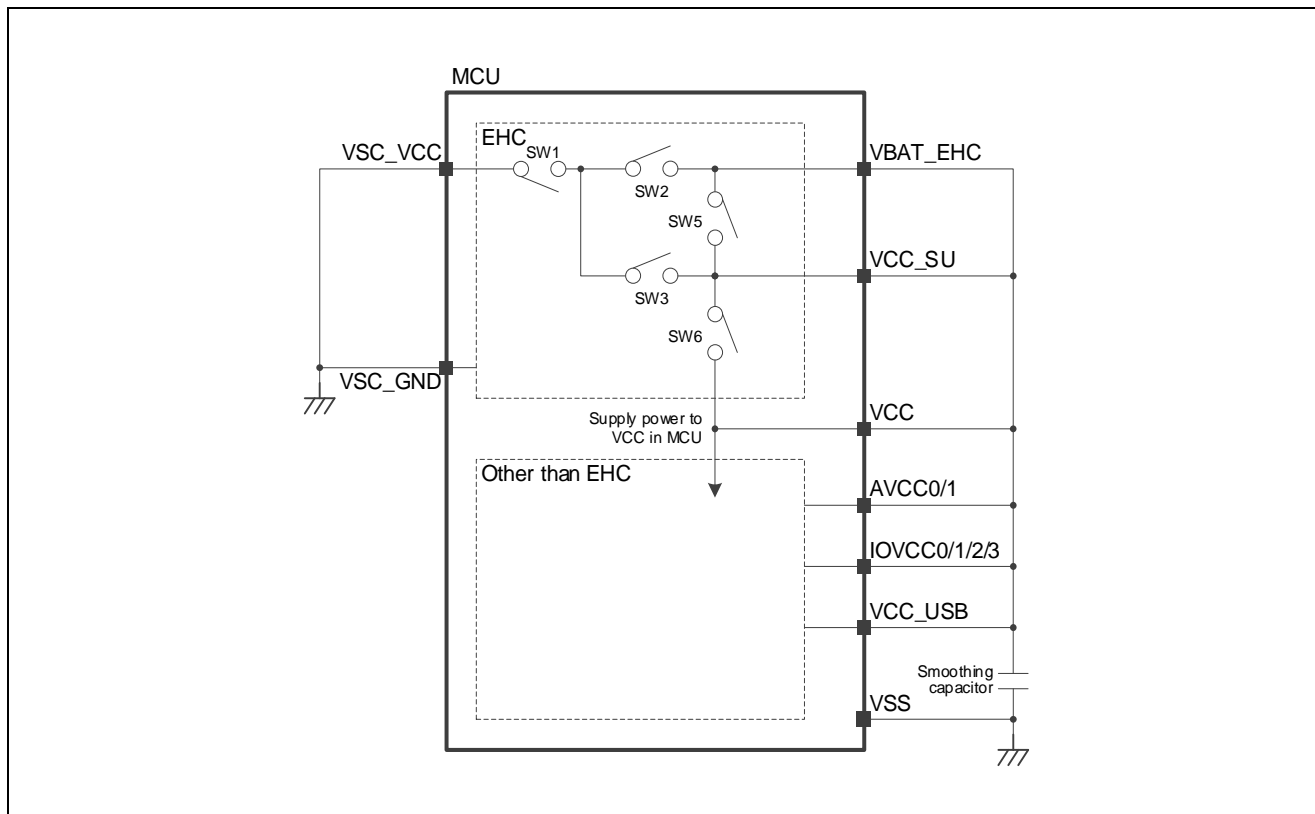 MCU
EHC
VSC_VCC
SW1
SW2
VBAT_EHC
SW5
VCC_SU
SW3
SW6
VSC_GND
Supply power to
VCC in MCU
VCC
Other than EHC
AVCC0/1
IOVCC0/1/2/3
VCC_USB
Smoothing
capacitor
VSS